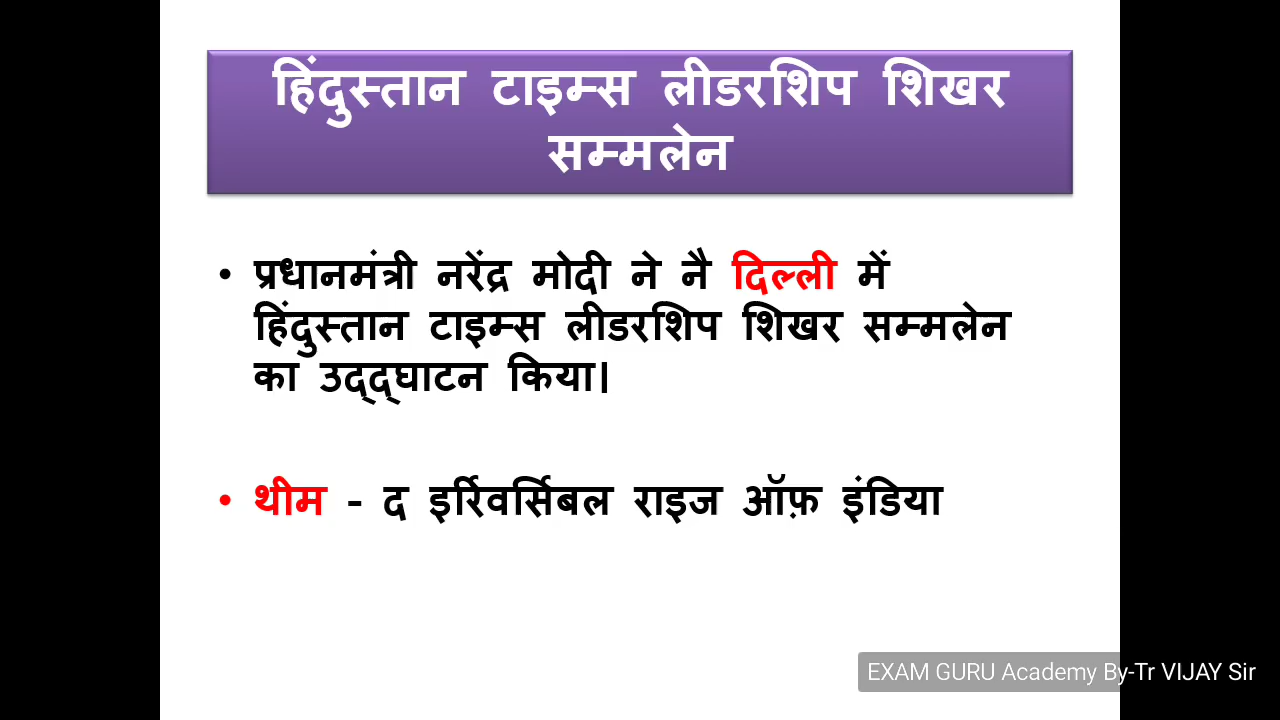 हिंदुस्तान टाइम्स लीडरशिप शिखर
सम्मलेन
• प्रधानमंत्री नरेंद्र मोदी ने नै दिल्ली में
हिंदुस्तान टाइम्स लीडरशिप शिखर सम्मलेन
का उद्द्घाटन किया।
• थीम - द इर्रिवर्सिबल राइज ऑफ़ इंडिया
EXAM GURU Academy By-Tr VIJAY Sir